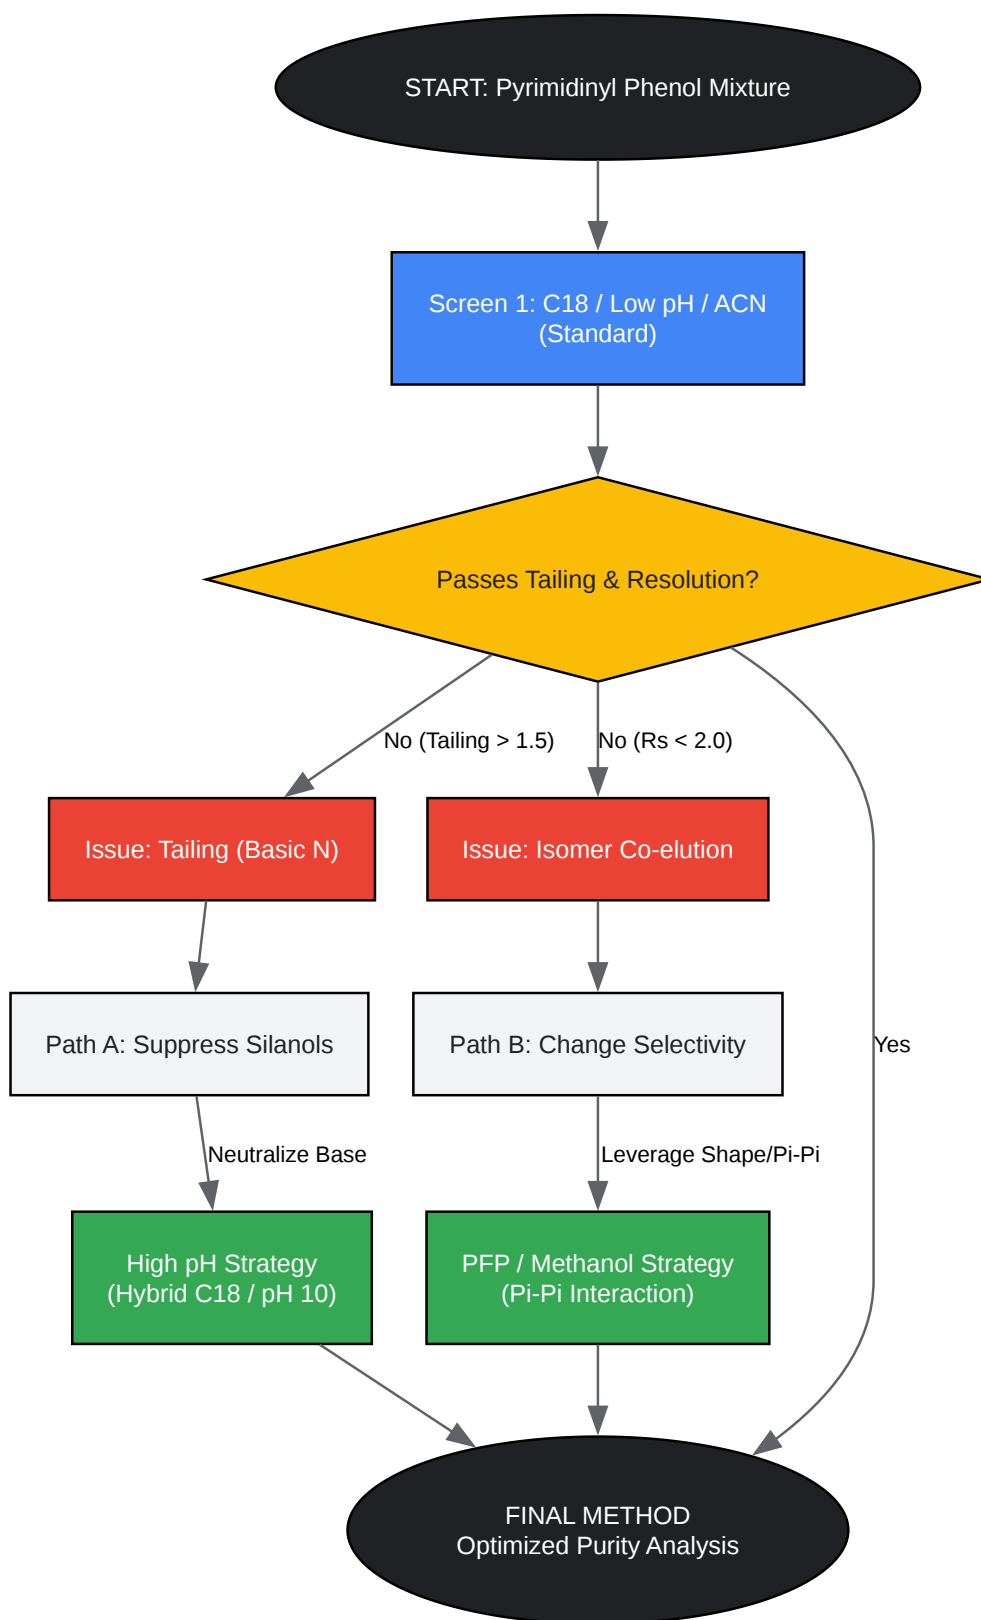 START: Pyrimidinyl Phenol Mixture
Screen 1: C18 / Low pH / ACN
(Standard)
Passes Tailing & Resolution?
No (Tailing > 1.5)
No (Rs < 2.0)
Issue: Tailing (Basic N)
Issue: Isomer Co-elution
Path A: Suppress Silanols
Path B: Change Selectivity
Yes
Neutralize Base
Leverage Shape/Pi-Pi
High pH Strategy
(Hybrid C18 / pH 10)
PFP / Methanol Strategy
(Pi-Pi Interaction)
FINAL METHOD
Optimized Purity Analysis